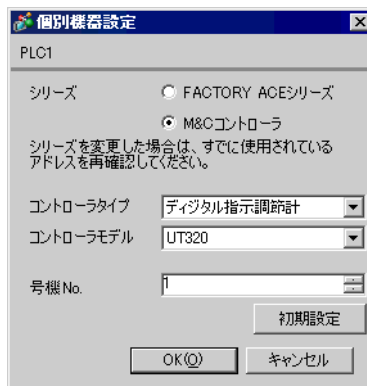 個別機器設定
PLC1
シリーズ
FACTORY ACEシリーズ
M&Cコントローラ
シリーズを変更した場合は、すでに使用されている
アドレスを再確認してください。
コントローラタイプ ディジタル指示調節計
コントローラモデル UT320
号機No. 1
初期設定
OK(O) キャンセル